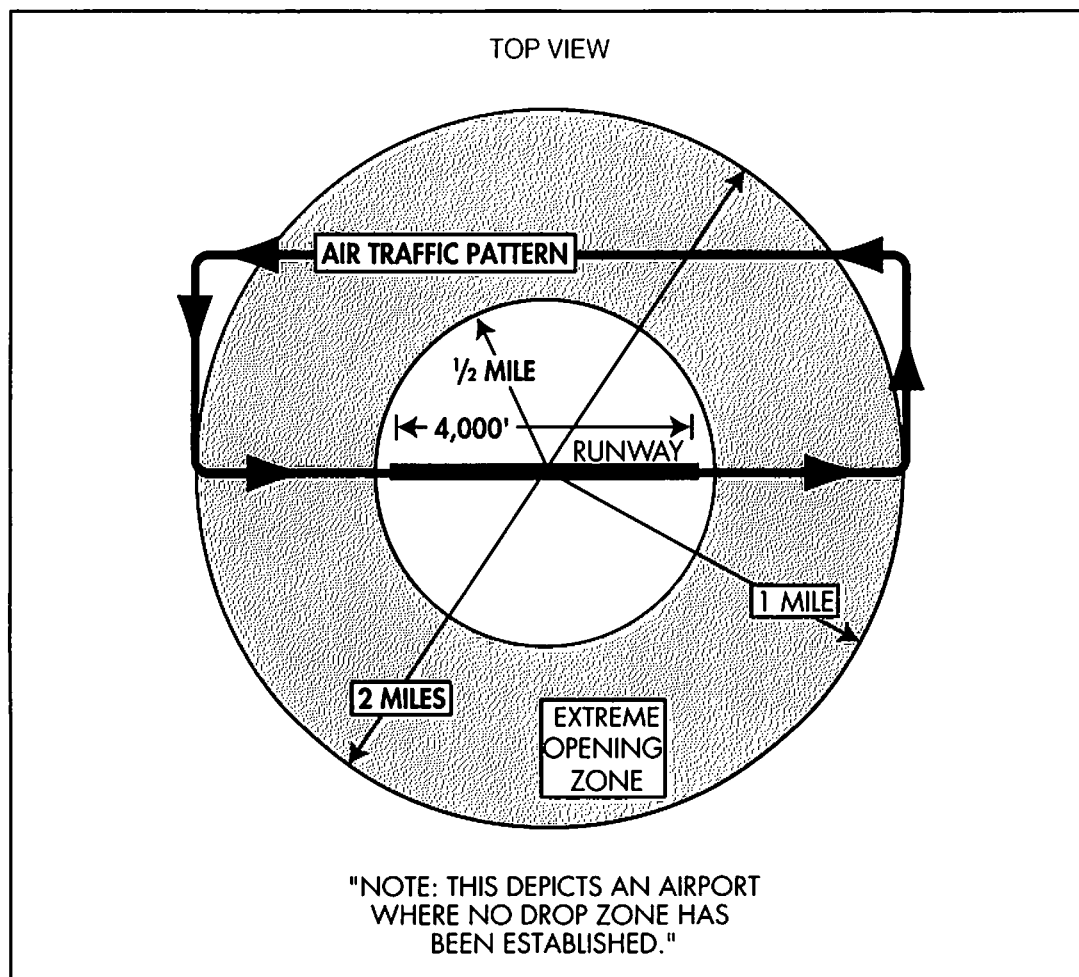 TOP VIEW
AIR TRAFFIC PATTERN
½ MILE
4,000'
RUNWAY
1 MILE
2 MILES
EXTREME
OPENING
ZONE
"NOTE: THIS DEPICTS AN AIRPORT
WHERE NO DROP ZONE HAS
BEEN ESTABLISHED."